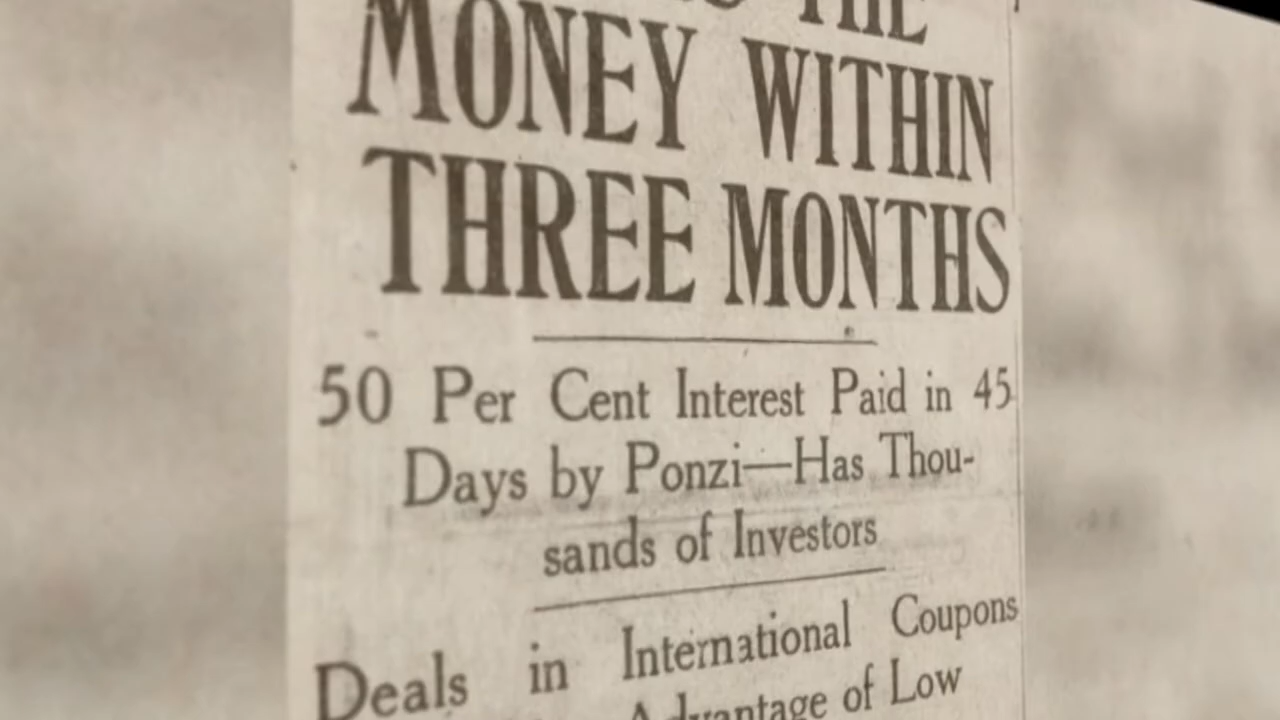 THE
MONEY WITHIN
THREE MONTHS
50 Per Cent Interest Paid in 45
Days by Ponzi—Has Thou-
sands of Investors
Deals in International Coupons
Advantage of Low